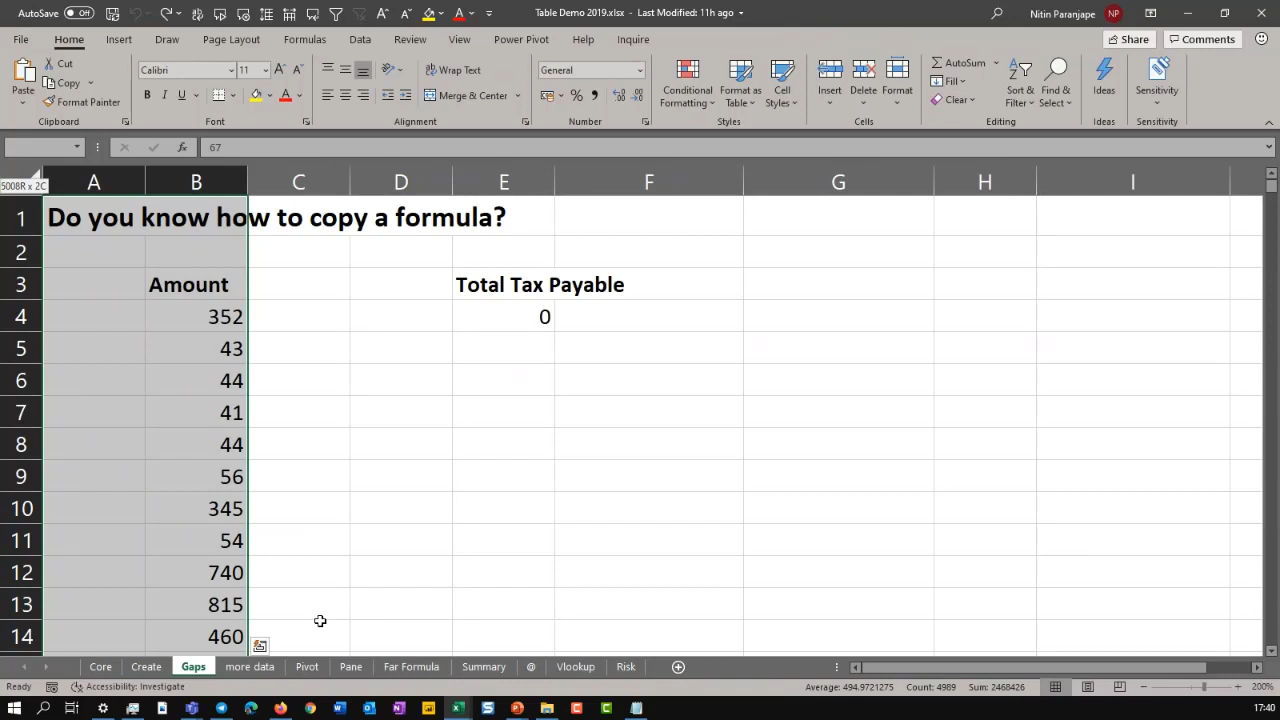 AutoSave Off
Table Demo 2019.xlsx - Last Modified: 11h ago
Nitin Paranjape NP
File Home Insert Draw Page Layout Formulas Data Review View Power Pivot Help Inquire Share Comments
Paste
Cut
Copy
Format Painter
Clipboard
Calibri 11
B I U
Font
Wrap Text
Merge & Center
Alignment
General
Number
Conditional Formatting
Format as Table
Cell Styles
Styles
Insert
Delete
Format
Cells
AutoSum
Fill
Clear
Sort & Filter
Find & Select
Editing
Ideas
Ideas
Sensitivity
Sensitivity
67
5008R x 2C
A B C D E F G H I
1 Do you know how to copy a formula?
2
3 Amount Total Tax Payable
4 352 0
5 43
6 44
7 41
8 44
9 56
10 345
11 54
12 740
13 815
14 460
Core Create Gaps more data Pivot Pane Far Formula Summary @ Vlookup Risk
Ready Accessibility: Investigate Average: 494.9721275 Count: 4989 Sum: 2468426 200%
17:40